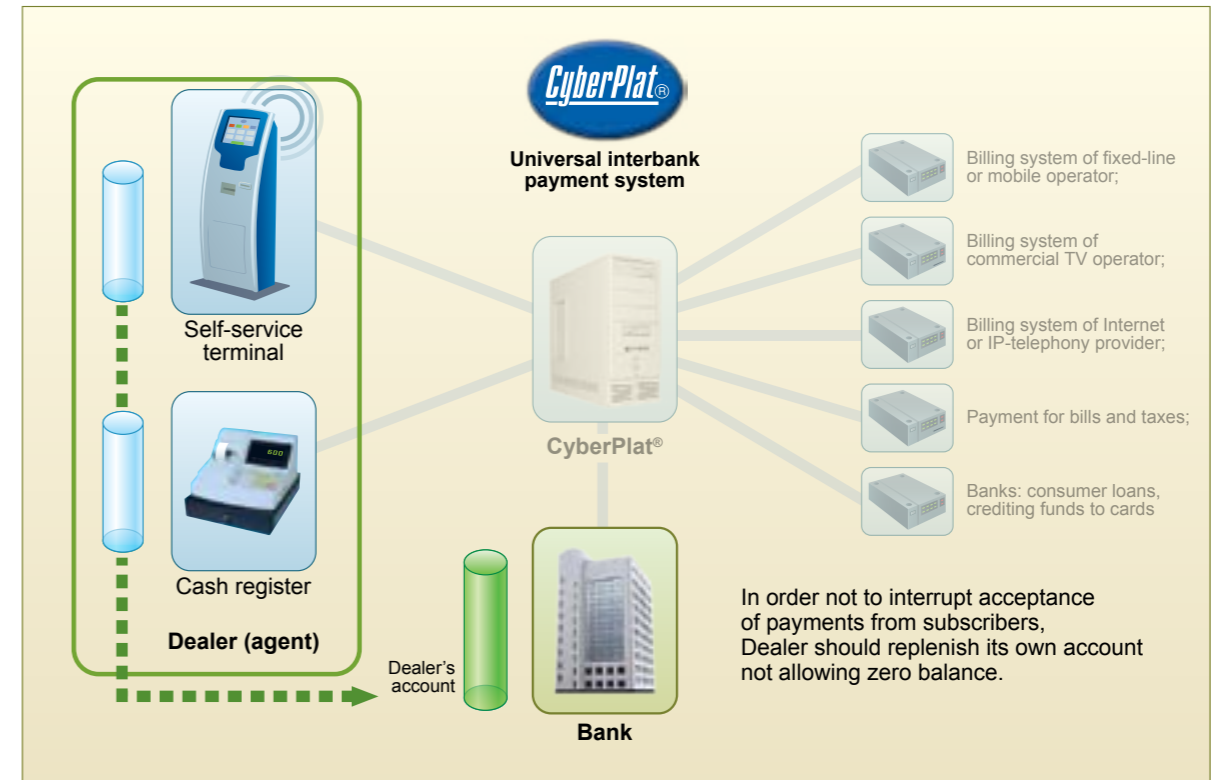 CyberPlat®
Universal interbank
payment system
Self-service
terminal
600
Cash register
Dealer (agent)
CyberPlat®
Dealer's
account
Bank
Billing system of fixed-line
or mobile operator;
Billing system of
commercial TV operator;
Billing system of Internet
or IP-telephony provider;
Payment for bills and taxes;
Banks: consumer loans,
crediting funds to cards
In order not to interrupt acceptance
of payments from subscribers,
Dealer should replenish its own account
not allowing zero balance.